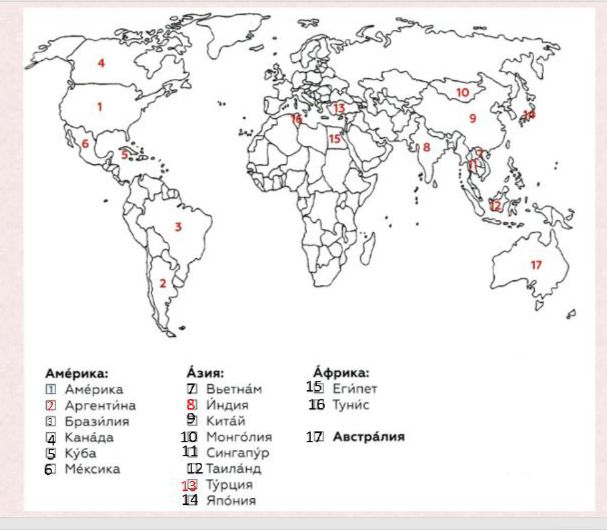 4
10
1
13
14
16
9
6
15
8
7
5
11
12
3
17
2
Аме́рика:
1 Аме́рика
2 Аргенти́на
3 Брази́лия
4 Кана́да
5 Ку́ба
6 Ме́ксика
А́зия:
7 Вьетна́м
8 И́ндия
9 Кита́й
10 Монго́лия
11 Сингапу́р
12 Таила́нд
13 Ту́рция
14 Япо́ния
А́фрика:
15 Еги́пет
16 Туни́с
17 Австра́лия